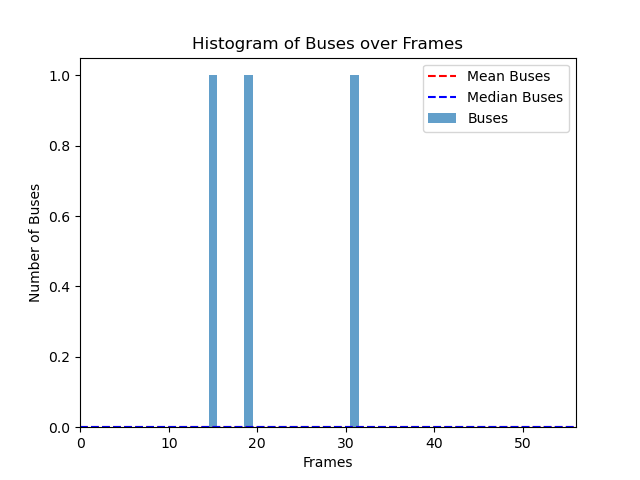 Histogram of Buses over Frames
Mean Buses
Median Buses
Buses
1.0
0.8
0.6
0.4
0.2
0.0
Number of Buses
0 10 20 30 40 50
Frames